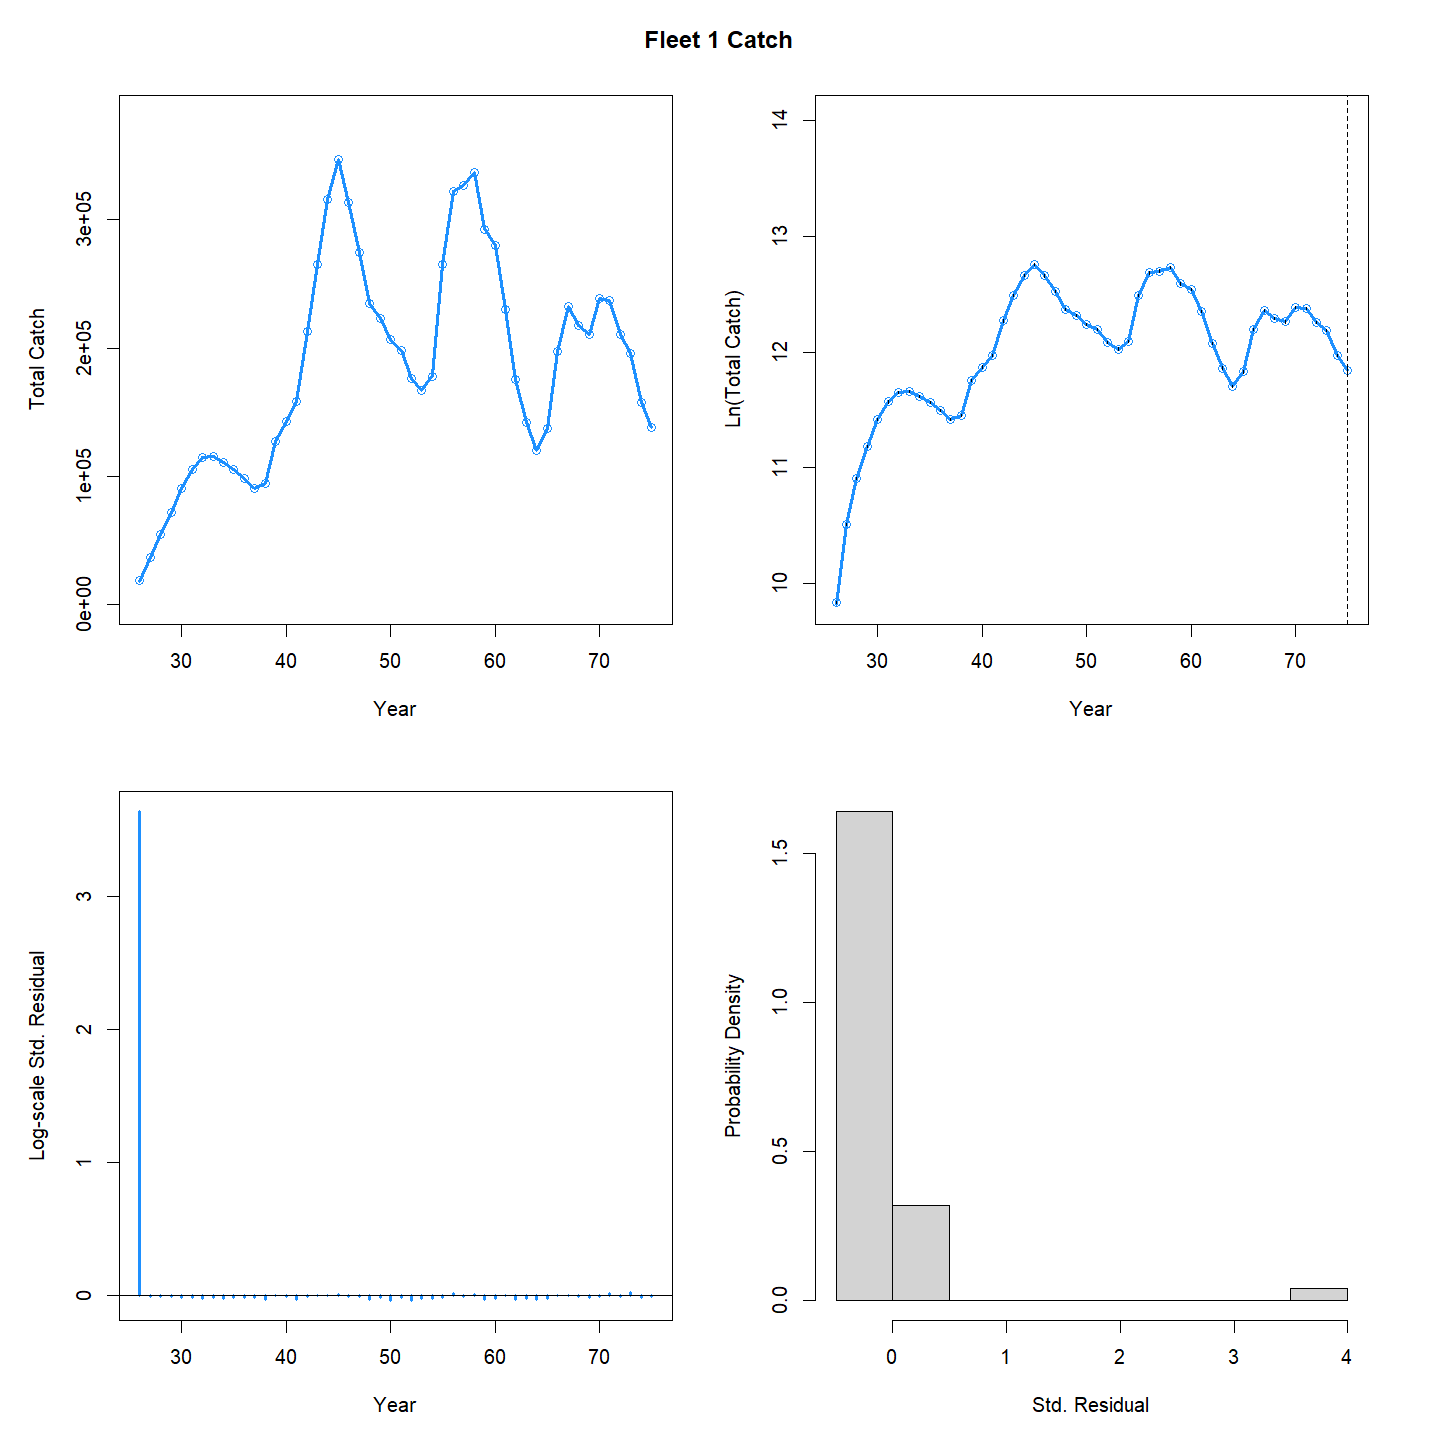 Fleet 1 Catch
Total Catch
0e+00 1e+05 2e+05 3e+05
30 40 50 60 70
Year
Ln(Total Catch)
10 11 12 13 14
30 40 50 60 70
Year
Log-scale Std. Residual
0 1 2 3
30 40 50 60 70
Year
Probability Density
0.0 0.5 1.0 1.5
0 1 2 3 4
Std. Residual